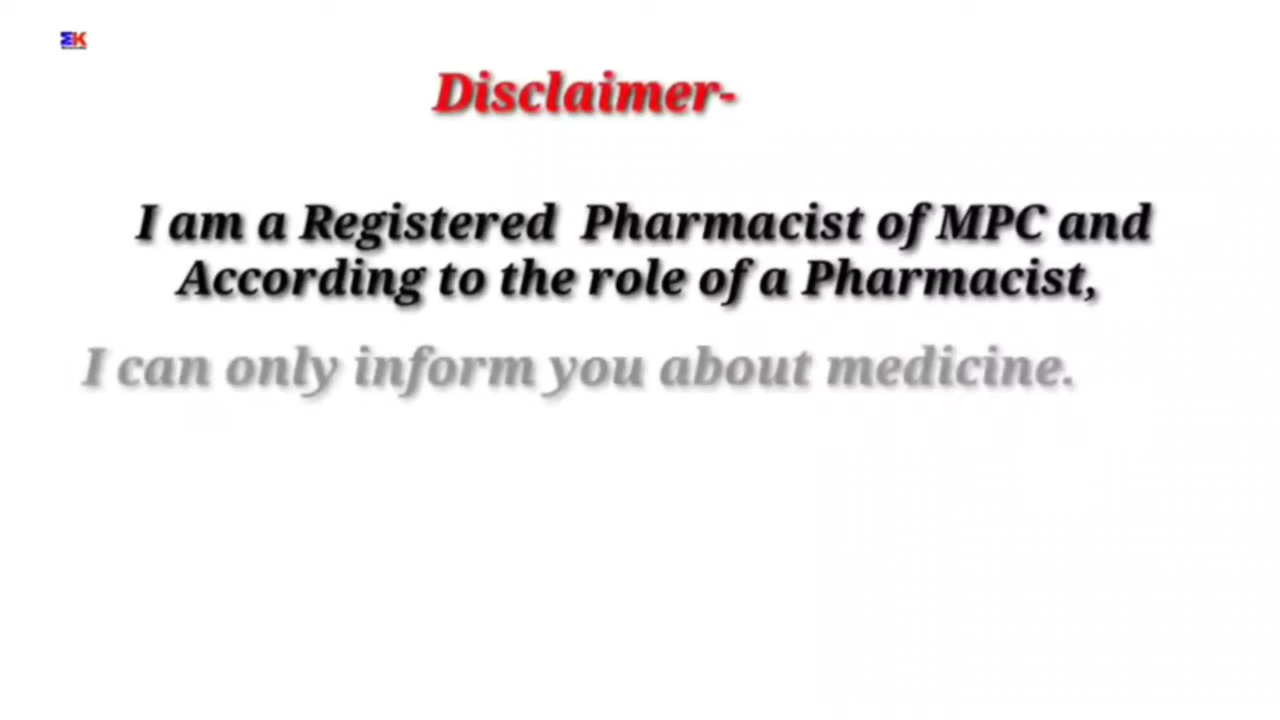 Disclaimer-
I am a Registered Pharmacist of MPC and
According to the role of a Pharmacist,
I can only inform you about medicine.